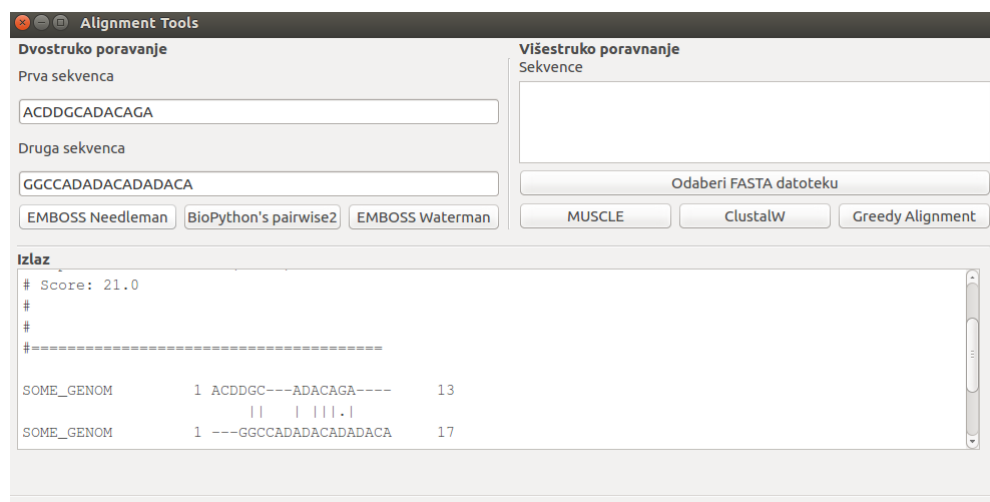 Alignment Tools
Dvostruko poravanje
Prva sekvenca
ACDDGCADACAGA
Druga sekvenca
GGCCADADACADADACA
EMBOSS Needleman BioPython's pairwise2 EMBOSS Waterman
Višestruko poravnanje
Sekvence
Odaberi FASTA datoteku
MUSCLE ClustalW Greedy Alignment
Izlaz
# Score: 21.0
#
#
#=======================================
SOME_GENOM 1 ACDDGC---ADACAGA---- 13
|| | |||.|
SOME_GENOM 1 ---GGCCADADACADADACA 17